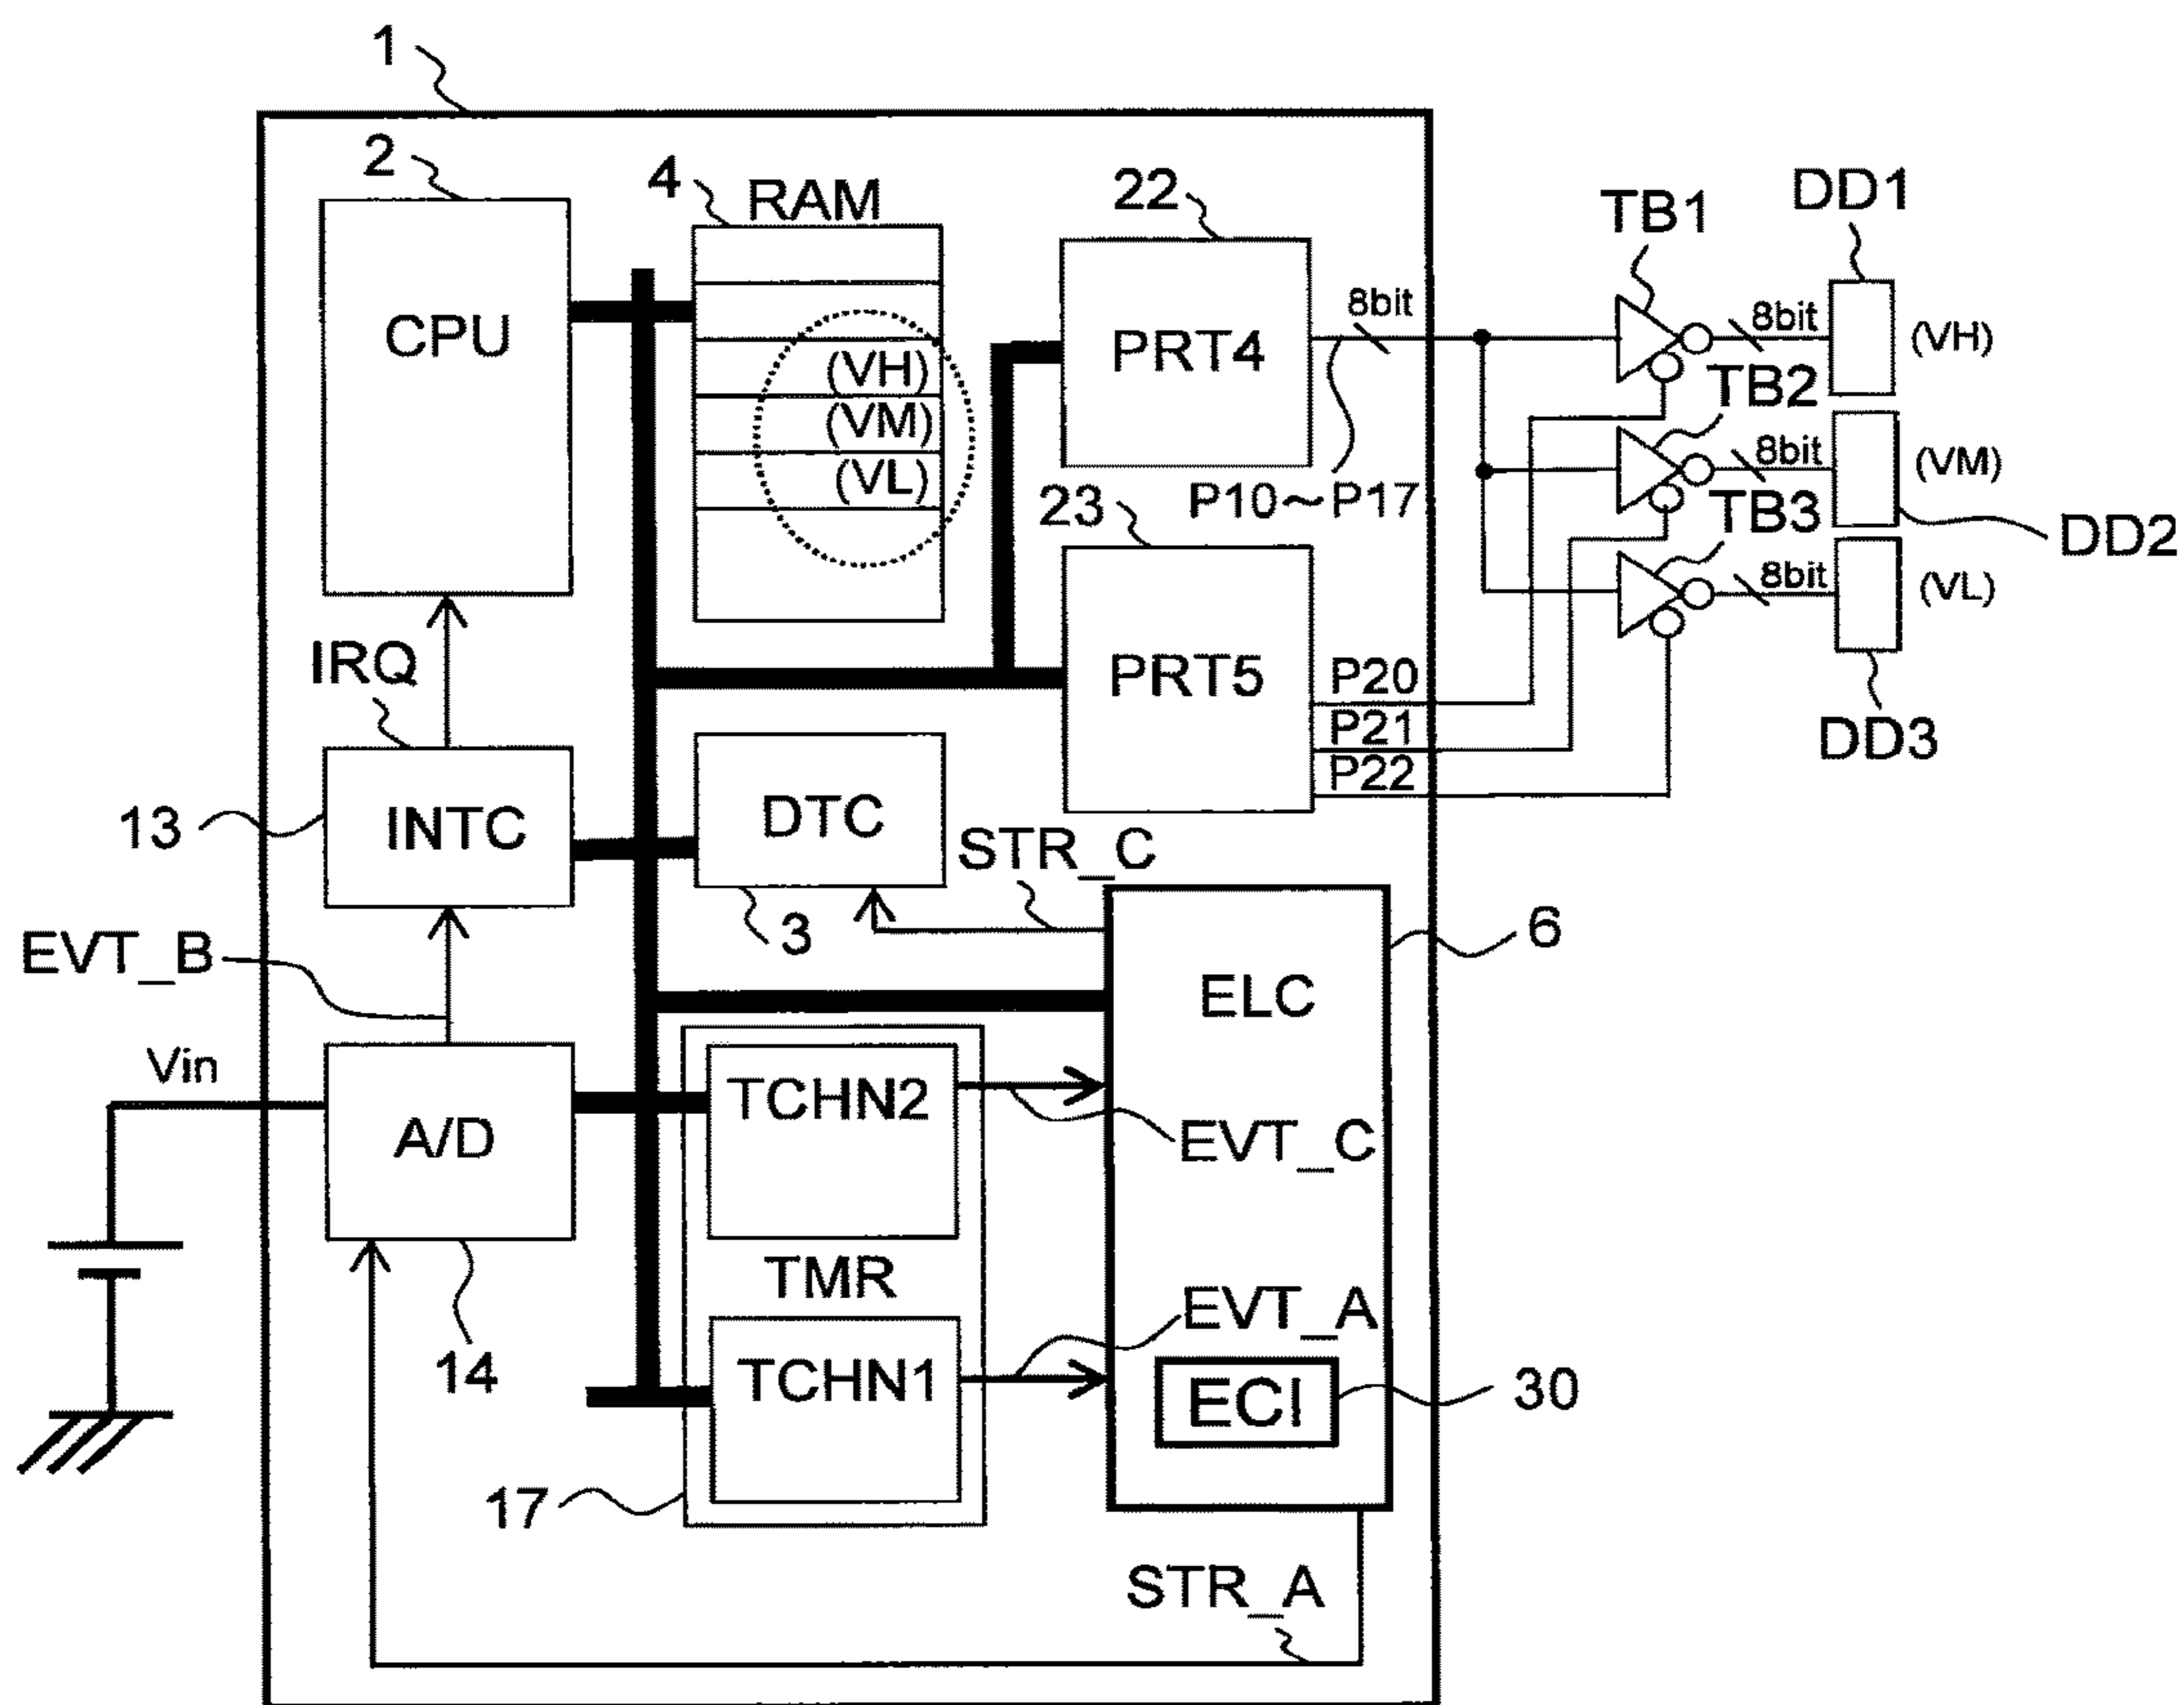 1
2
4
RAM
22
TB1
DD1
CPU
(VH)
(VM)
(VL)
PRT4
8bit
8bit
(VH)
TB2
P10～P17
8bit
(VM)
DD2
23
TB3
8bit
(VL)
DD3
IRQ
PRT5
P20
P21
P22
13
INTC
DTC
STR_C
3
6
EVT_B
ELC
Vin
A/D
TCHN2
EVT_C
TMR
14
EVT_A
TCHN1
ECI
30
17
STR_A